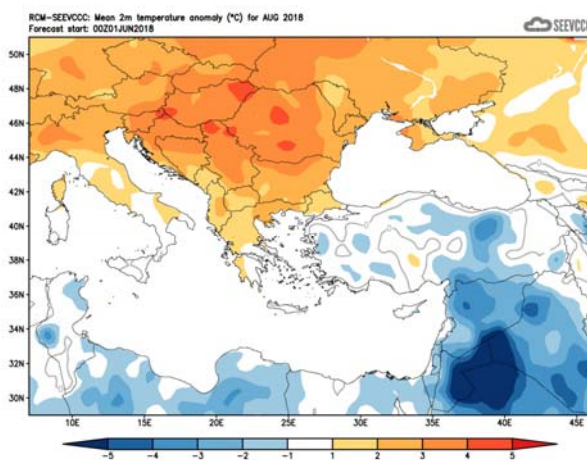 RCM-SEEVCCC: Mean 2m temperature anomaly (°C) for AUG 2018
Forecast start: 00Z01JUN2018
SEEVCCC
50N
48N
46N
44N
42N
40N
38N
36N
34N
32N
30N
10E 15E 20E 25E 30E 35E 40E 45E
-5 -4 -3 -2 -1 1 2 3 4 5